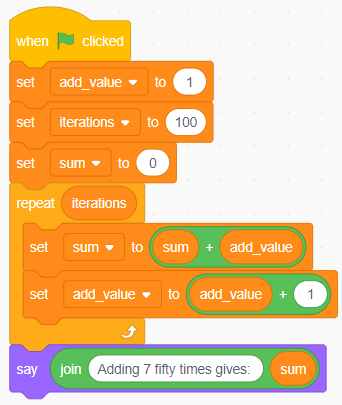 when clicked
set add_value to 1
set iterations to 100
set sum to 0
repeat iterations
set sum to sum + add_value
set add_value to add_value + 1
say join Adding 7 fifty times gives: sum